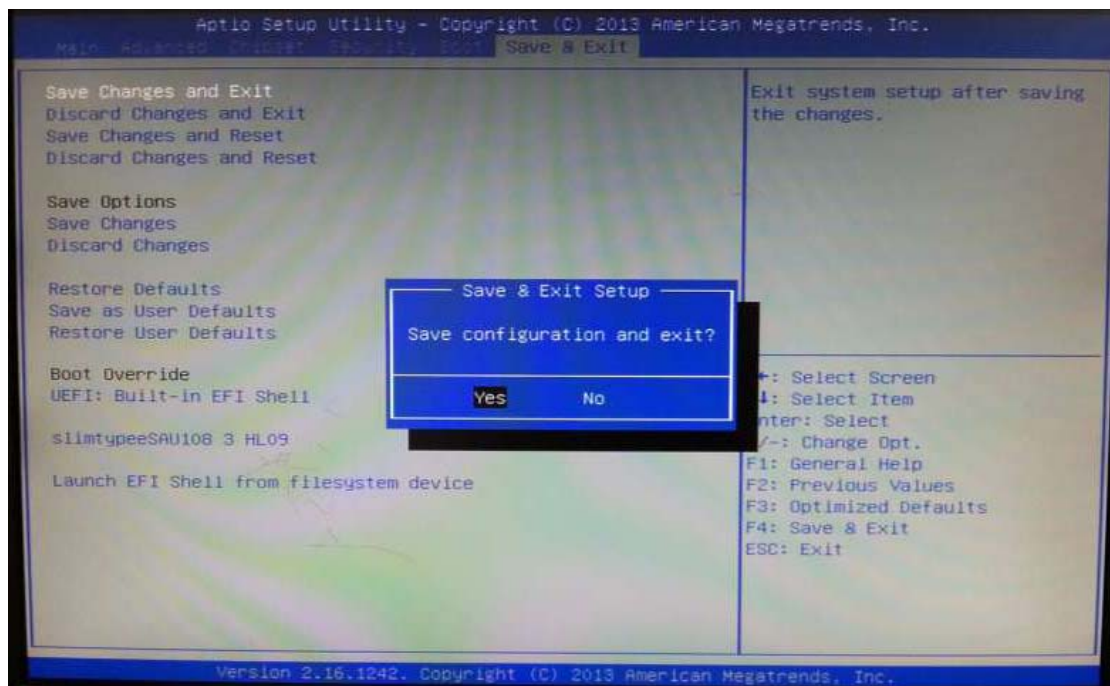 Aptio Setup Utility - Copyright (C) 2013 American Megatrends, Inc.
Main Advanced Chipset Security Boot Save & Exit
Save Changes and Exit
Discard Changes and Exit
Save Changes and Reset
Discard Changes and Reset
Save Options
Save Changes
Discard Changes
Restore Defaults
Save as User Defaults
Restore User Defaults
Boot Override
UEFI: Built-in EFI Shell
slimtypeeSAU108 3 HL09
Launch EFI Shell from filesystem device
Save & Exit Setup
Save configuration and exit?
Yes No
Exit system setup after saving
the changes.
: Select Screen
: Select Item
nter: Select
/-: Change Opt.
F1: General Help
F2: Previous Values
F3: Optimized Defaults
F4: Save & Exit
ESC: Exit
Version 2.16.1242. Copyright (C) 2013 American Megatrends, Inc.